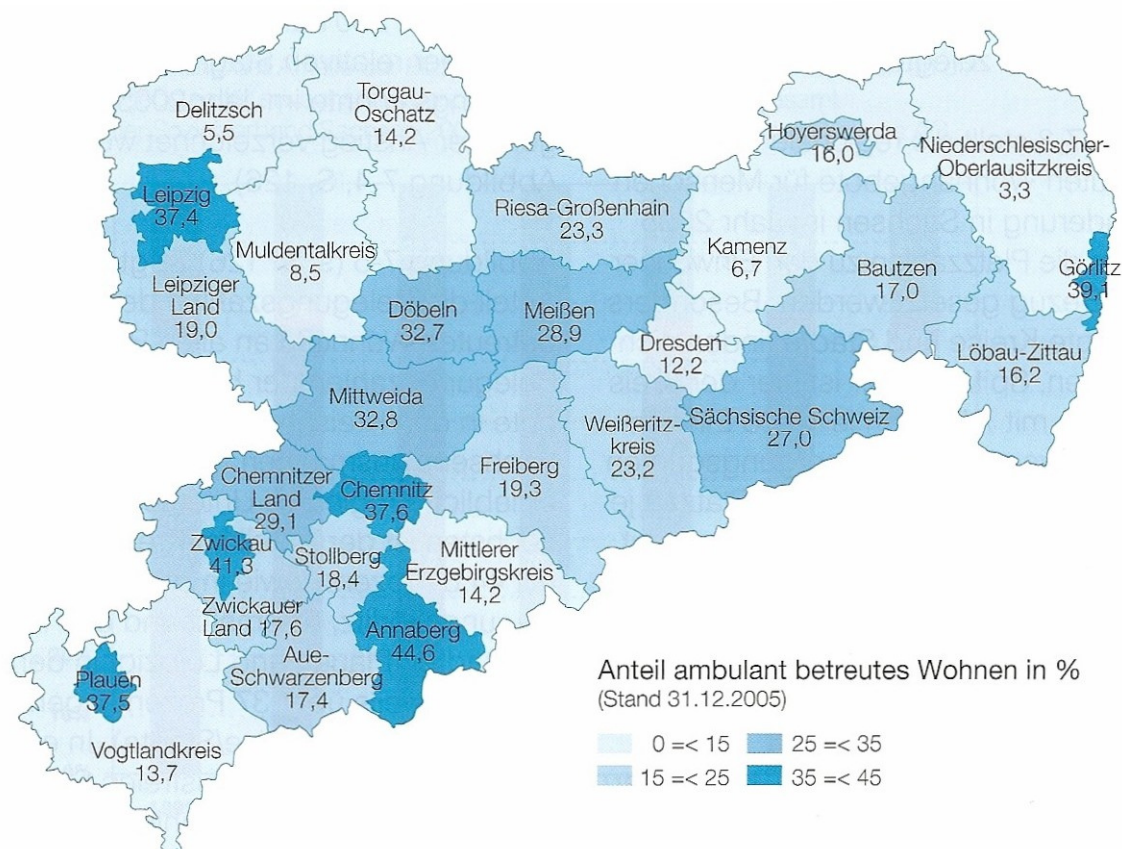 Delitzsch
5,5
Torgau-
Oschatz
14,2
Hoyerswerda
16,0
Niederschlesischer-
Oberlausitzkreis
3,3
Leipzig
37,4
Riesa-Großenhain
23,3
Muldentalkreis
8,5
Kamenz
6,7
Bautzen
17,0
Görlitz
39,1
Leipziger
Land
19,0
Döbeln
32,7
Meißen
28,9
Dresden
12,2
Löbau-Zittau
16,2
Mittweida
32,8
Weißeritz-
kreis
23,2
Sächsische Schweiz
27,0
Chemnitzer
Land
29,1
Chemnitz
37,6
Freiberg
19,3
Zwickau
41,3
Stollberg
18,4
Mittlerer
Erzgebirgskreis
14,2
Zwickauer
Land 17,6
Annaberg
44,6
Aue-
Schwarzenberg
17,4
Plauen
37,5
Vogtlandkreis
13,7
Anteil ambulant betreutes Wohnen in %
(Stand 31.12.2005)
0 =< 15
25 =< 35
15 =< 25
35 =< 45